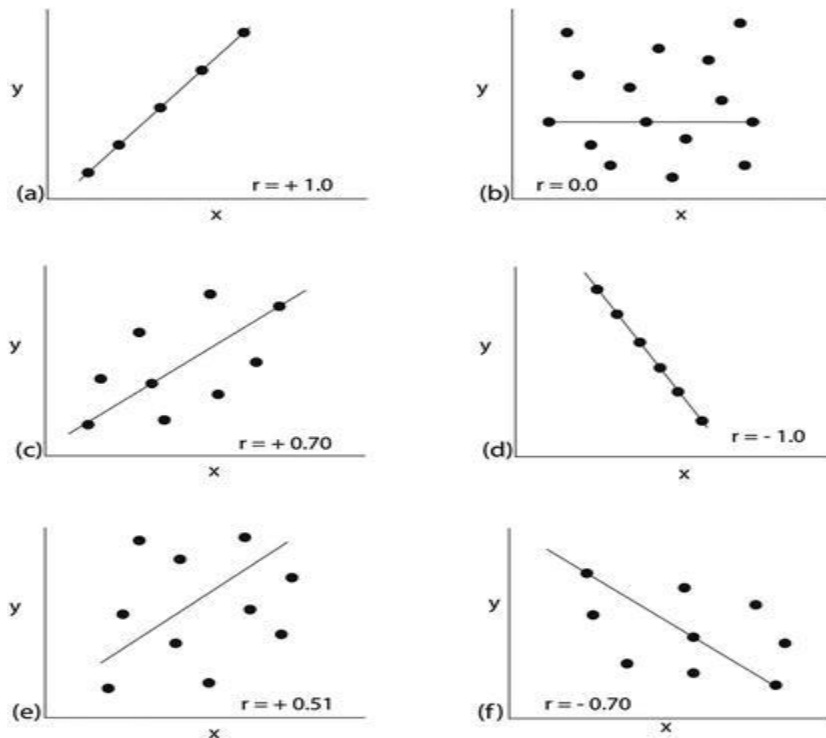 y
(a)
r = + 1.0
x
y
(b)
r = 0.0
x
y
(c)
r = + 0.70
x
y
(d)
r = - 1.0
x
y
(e)
r = + 0.51
x
y
(f)
r = - 0.70
x